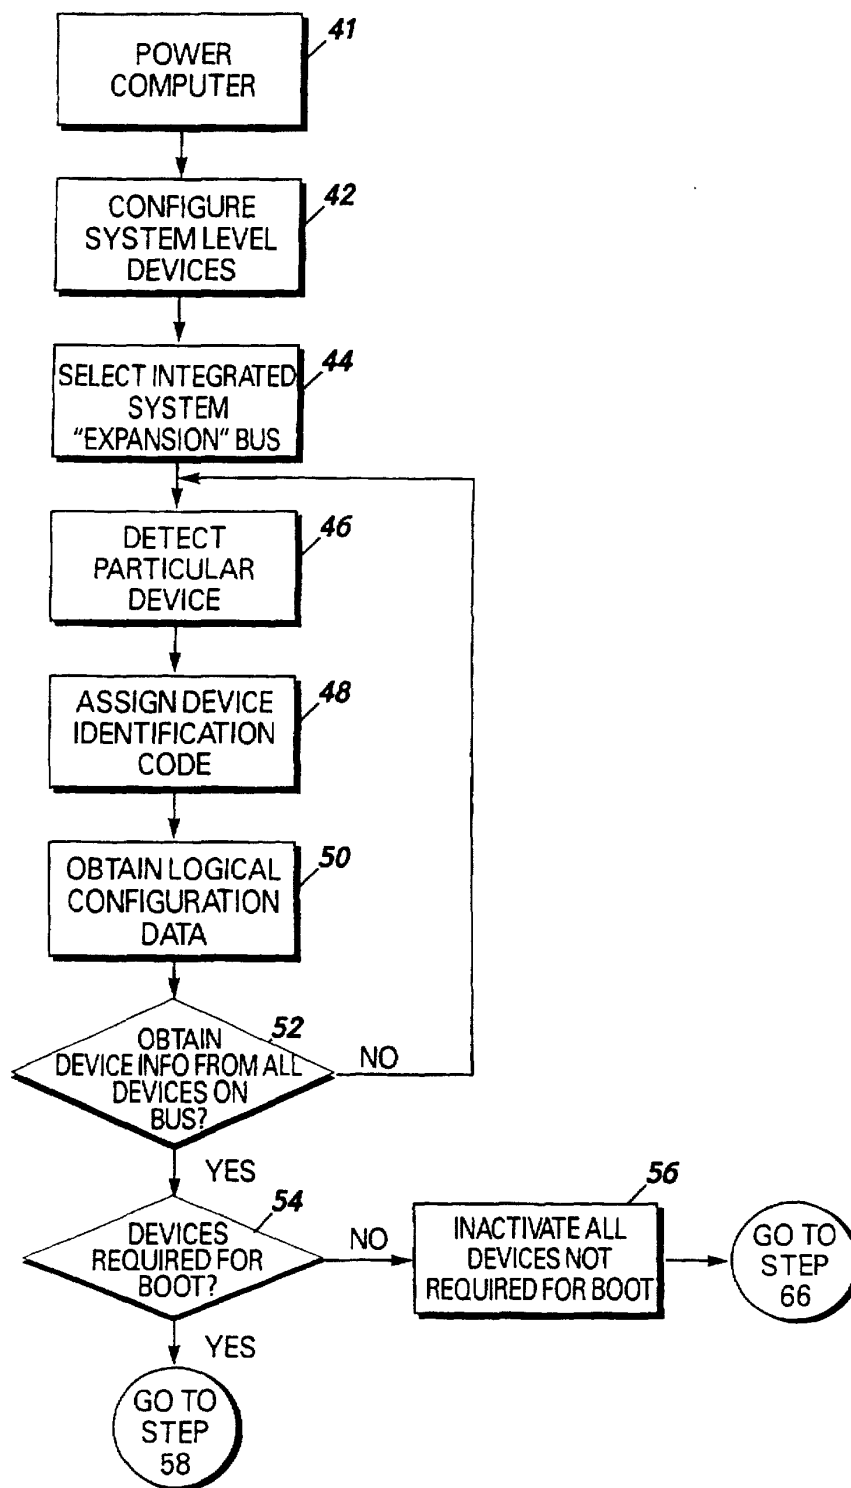 41
POWER
COMPUTER
42
CONFIGURE
SYSTEM LEVEL
DEVICES
44
SELECT INTEGRATED
SYSTEM
"EXPANSION" BUS
46
DETECT
PARTICULAR
DEVICE
48
ASSIGN DEVICE
IDENTIFICATION
CODE
50
OBTAIN LOGICAL
CONFIGURATION
DATA
52
OBTAIN
DEVICE INFO FROM ALL
DEVICES ON
BUS?
NO
YES
54
DEVICES
REQUIRED FOR
BOOT?
NO
56
INACTIVATE ALL
DEVICES NOT
REQUIRED FOR BOOT
GO TO
STEP
66
YES
GO TO
STEP
58